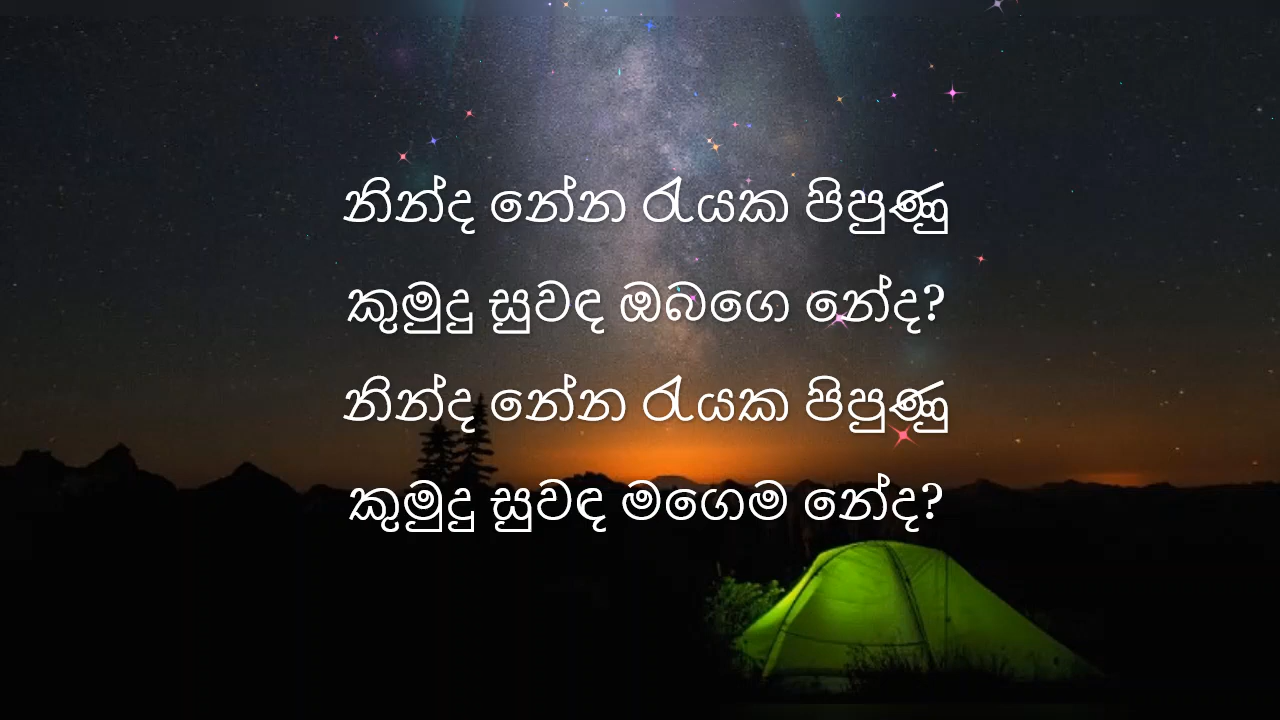 නින්ද නේන රැයක පිපුණු
කුමුදු සුවඳ ඔබගෙ නේද?
නින්ද නේන රැයක පිපුණු
කුමුදු සුවඳ මගෙම නේද?